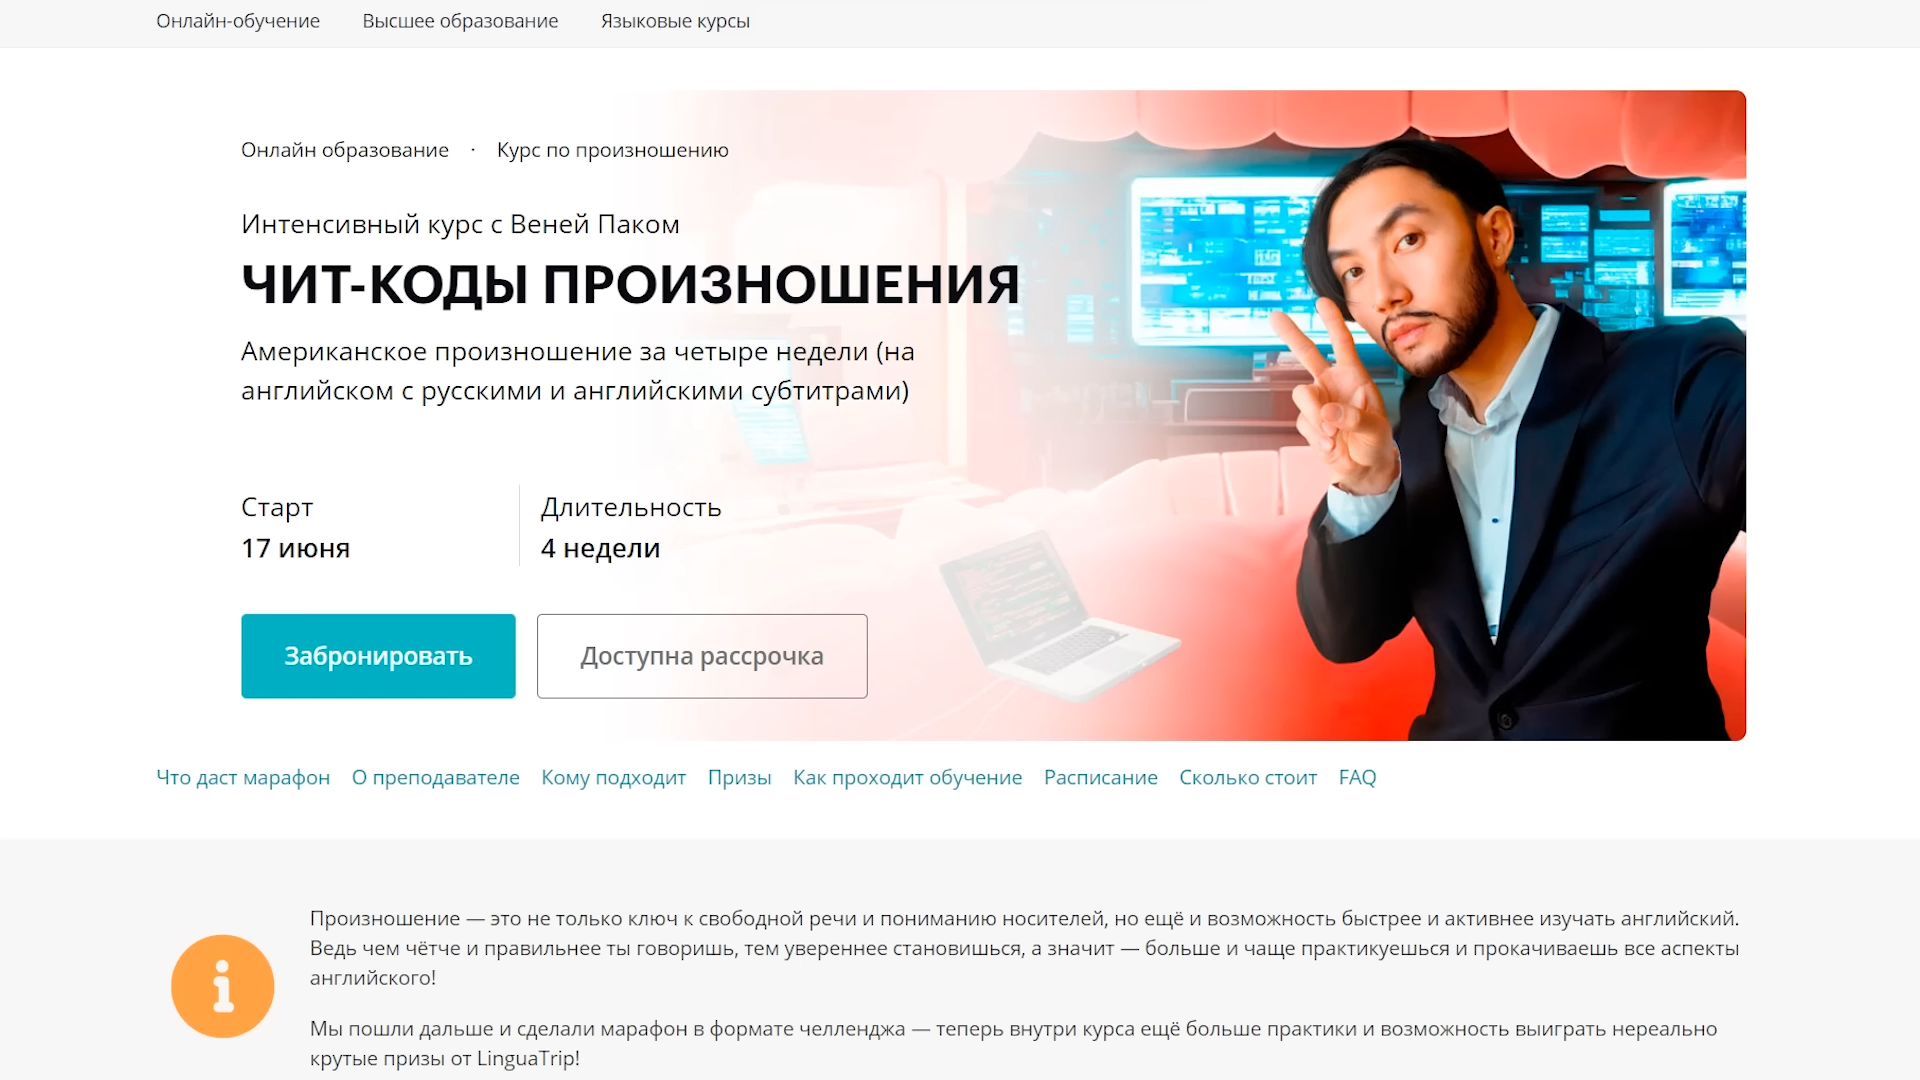 Онлайн-обучение
Высшее образование
Языковые курсы
Онлайн образование · Курс по произношению
Интенсивный курс с Веней Паком
ЧИТ-КОДЫ ПРОИЗНОШЕНИЯ
Американское произношение за четыре недели (на
английском с русскими и английскими субтитрами)
Старт
17 июня
Длительность
4 недели
Забронировать
Доступна рассрочка
Что даст марафон
О преподавателе
Кому подходит
Призы
Как проходит обучение
Расписание
Сколько стоит
FAQ
Произношение — это не только ключ к свободной речи и пониманию носителей, но ещё и возможность быстрее и активнее изучать английский.
Ведь чем чётче и правильнее ты говоришь, тем увереннее становишься, а значит — больше и чаще практикуешься и прокачиваешь все аспекты
английского!
Мы пошли дальше и сделали марафон в формате челленджа — теперь внутри курса ещё больше практики и возможность выиграть нереально
крутые призы от LinguaTrip!